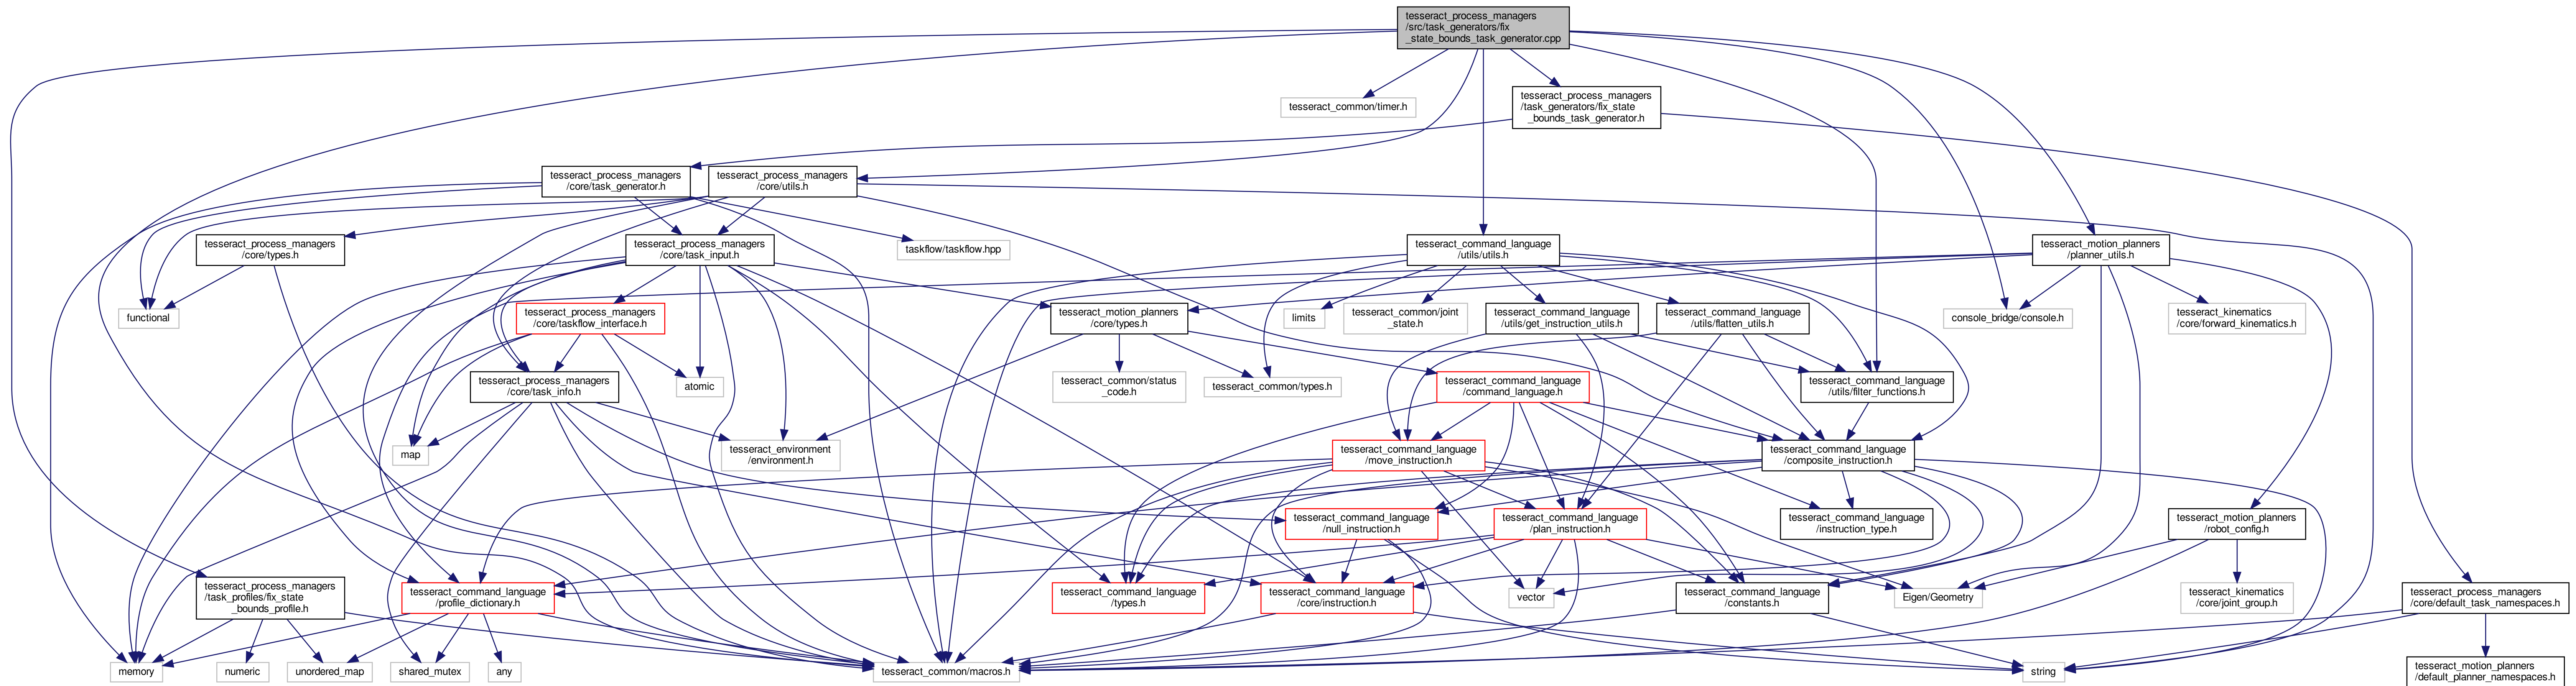 tesseract_process_managers
/src/task_generators/fix
_state_bounds_task_generator.cpp
tesseract_common/timer.h
tesseract_process_managers
/task_generators/fix_state
_bounds_task_generator.h
tesseract_process_managers
/core/task_generator.h
tesseract_process_managers
/core/utils.h
tesseract_process_managers
/core/types.h
tesseract_process_managers
/core/task_input.h
taskflow/taskflow.hpp
tesseract_command_language
/utils/utils.h
tesseract_motion_planners
/planner_utils.h
functional
tesseract_process_managers
/core/taskflow_interface.h
tesseract_motion_planners
/core/types.h
limits
tesseract_common/joint
_state.h
tesseract_command_language
/utils/get_instruction_utils.h
tesseract_command_language
/utils/flatten_utils.h
console_bridge/console.h
tesseract_kinematics
/core/forward_kinematics.h
tesseract_process_managers
/core/task_info.h
atomic
tesseract_common/status
_code.h
tesseract_common/types.h
tesseract_command_language
/command_language.h
tesseract_command_language
/utils/filter_functions.h
map
tesseract_environment
/environment.h
tesseract_command_language
/move_instruction.h
tesseract_command_language
/composite_instruction.h
tesseract_command_language
/null_instruction.h
tesseract_command_language
/plan_instruction.h
tesseract_command_language
/instruction_type.h
tesseract_motion_planners
/robot_config.h
tesseract_process_managers
/task_profiles/fix_state
_bounds_profile.h
tesseract_command_language
/profile_dictionary.h
tesseract_command_language
/types.h
tesseract_command_language
/core/instruction.h
vector
tesseract_command_language
/constants.h
Eigen/Geometry
tesseract_kinematics
/core/joint_group.h
tesseract_process_managers
/core/default_task_namespaces.h
memory
numeric
unordered_map
shared_mutex
any
tesseract_common/macros.h
string
tesseract_motion_planners
/default_planner_namespaces.h